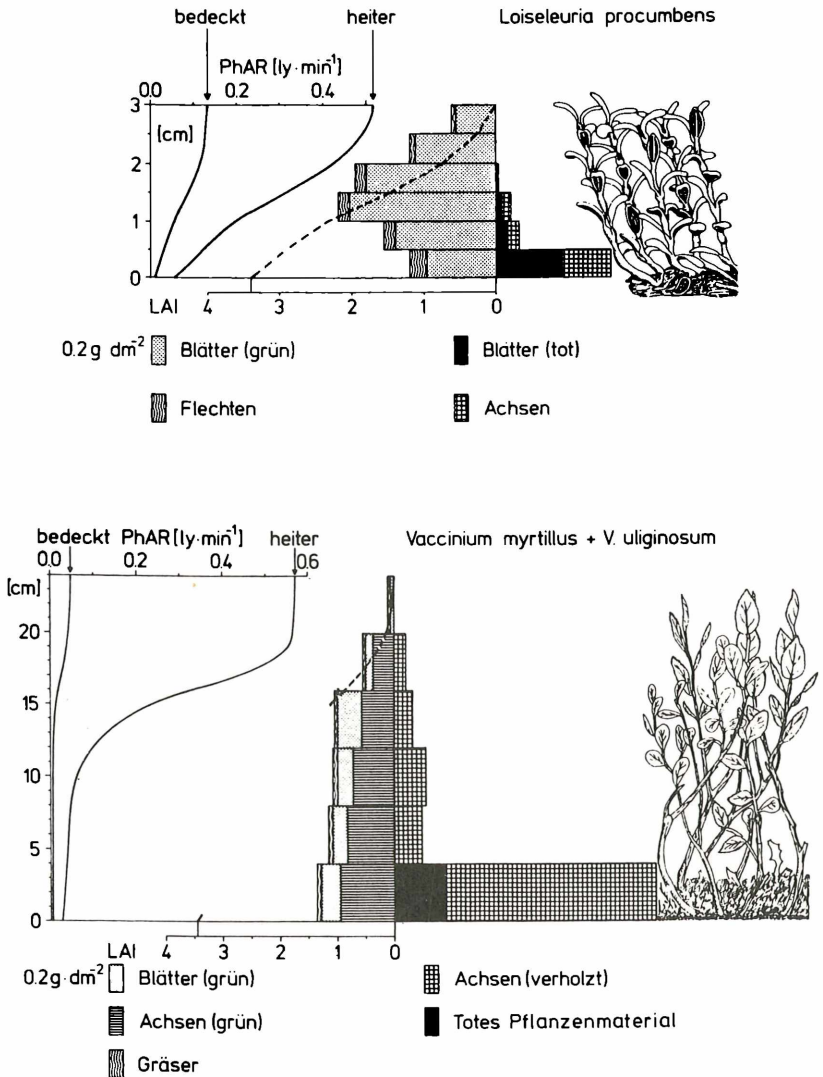 bedeckt heiter Loiseleuria procumbens
PhAR [ly·min⁻¹]
0.0 0.2 0.4
3
[cm]
2
1
0
LAI 4 3 2 1 0
0.2 g dm⁻² Blätter (grün) Blätter (tot)
Flechten Achsen
bedeckt PhAR [ly·min⁻¹] heiter Vaccinium myrtillus + V. uliginosum
0.0 0.2 0.4 0.6
[cm]
20
15
10
5
0
LAI 4 3 2 1 0
0.2g·dm⁻² Blätter (grün) Achsen (verholzt)
Achsen (grün) Totes Pflanzenmaterial
Gräser